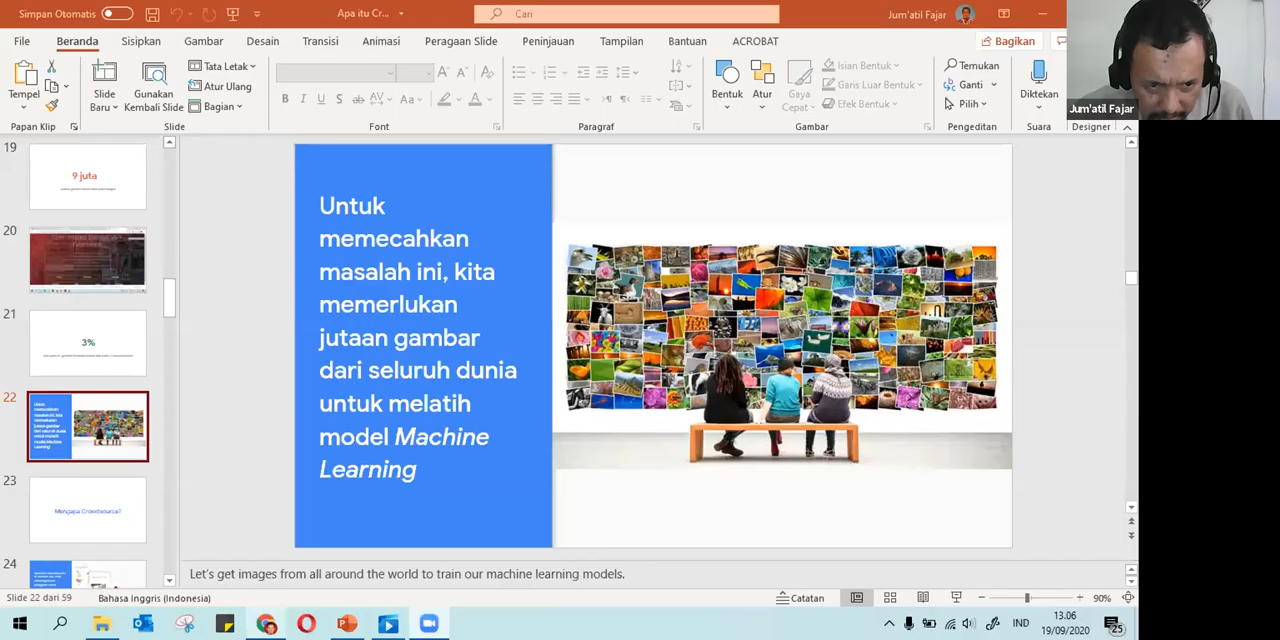 Simpan Otomatis
Apa itu Cr...
Cari
Jum'atil Fajar
File
Beranda
Sisipkan
Gambar
Desain
Transisi
Animasi
Peragaan Slide
Peninjauan
Tampilan
Bantuan
ACROBAT
Bagikan
Tempel
Slide Baru
Gunakan Kembali Slide
Tata Letak
Atur Ulang
Bagian
Bentuk
Atur
Gaya Cepat
Isian Bentuk
Garis Luar Bentuk
Efek Bentuk
Temukan
Ganti
Pilih
Diktekan
Jum'atil Fajar
Papan Klip
Slide
Font
Paragraf
Gambar
Pengeditan
Suara
Designer
19
9 juta
20
21
3%
22
23
Mengapa Crowdsource?
24
Untuk
memecahkan
masalah ini, kita
memerlukan
jutaan gambar
dari seluruh dunia
untuk melatih
model Machine
Learning
Let's get images from all around the world to train our machine learning models.
Slide 22 dari 59
Bahasa Inggris (Indonesia)
Catatan
90%
IND
13.06
19/09/2020
25